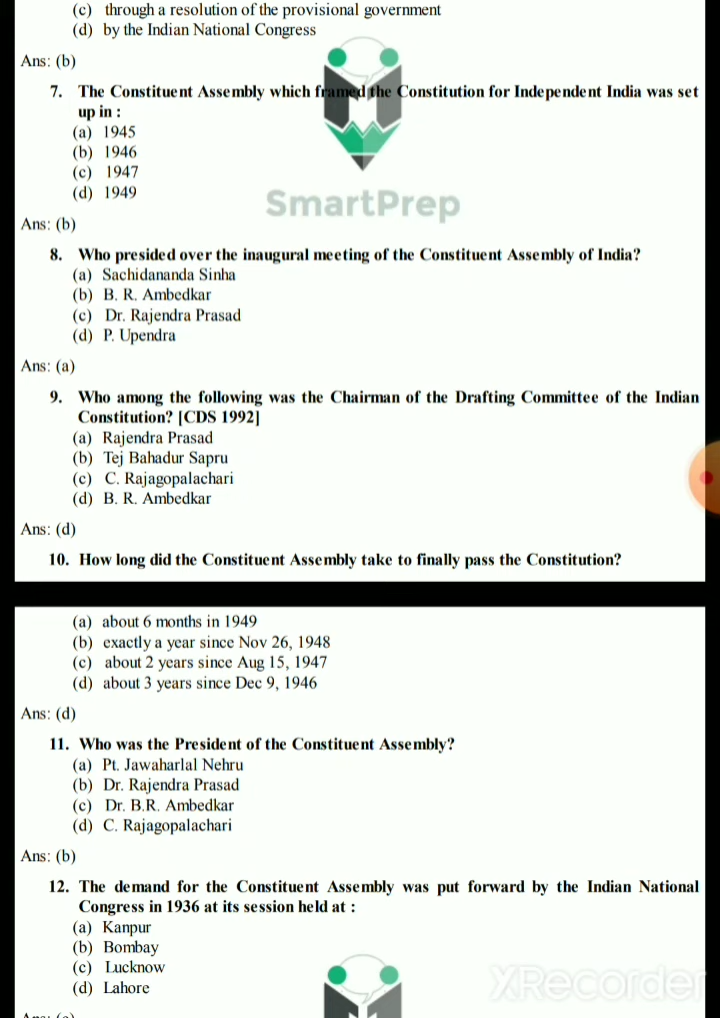 (c) through a resolution of the provisional government
(d) by the Indian National Congress
Ans: (b)
7. The Constituent Assembly which framed the Constitution for Independent India was set
up in :
(a) 1945
(b) 1946
(c) 1947
(d) 1949
SmartPrep
Ans: (b)
8. Who presided over the inaugural meeting of the Constituent Assembly of India?
(a) Sachidananda Sinha
(b) B. R. Ambedkar
(c) Dr. Rajendra Prasad
(d) P. Upendra
Ans: (a)
9. Who among the following was the Chairman of the Drafting Committee of the Indian
Constitution? [CDS 1992]
(a) Rajendra Prasad
(b) Tej Bahadur Sapru
(c) C. Rajagopalachari
(d) B. R. Ambedkar
Ans: (d)
10. How long did the Constituent Assembly take to finally pass the Constitution?
(a) about 6 months in 1949
(b) exactly a year since Nov 26, 1948
(c) about 2 years since Aug 15, 1947
(d) about 3 years since Dec 9, 1946
Ans: (d)
11. Who was the President of the Constituent Assembly?
(a) Pt. Jawaharlal Nehru
(b) Dr. Rajendra Prasad
(c) Dr. B.R. Ambedkar
(d) C. Rajagopalachari
Ans: (b)
12. The demand for the Constituent Assembly was put forward by the Indian National
Congress in 1936 at its session held at :
(a) Kanpur
(b) Bombay
(c) Lucknow
(d) Lahore
XRecorder